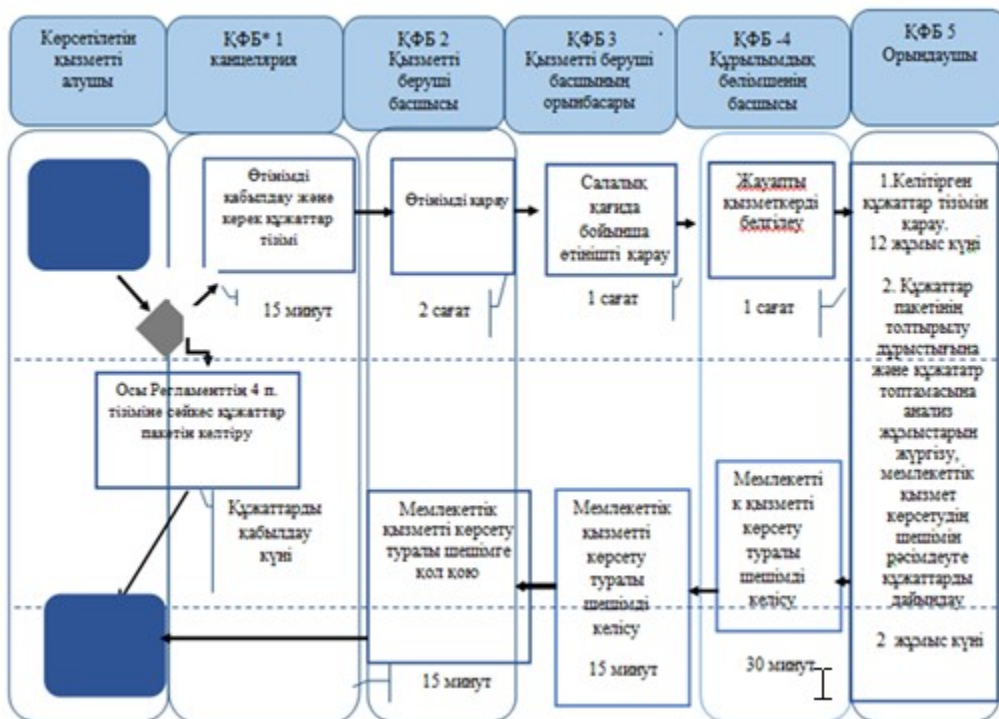 Көрсетілетін
қызметті
алушы
ҚФБ* 1
канцелярия
ҚФБ 2
Қызметті
беруші
басшысы
ҚФБ 3
Қызметті беруші
басшының
орынбасары
ҚФБ -4
Құрылымдық
бөлімшенің
басшысы
ҚФБ 5
Орындаушы
Өтінімді
қабылдау және
керек құжаттар
тізімі
15 минут
Өтінімді қарау
2 сағат
Салалық
қағида
бойынша
өтінішті қарау
1 сағат
Жауапты
қызметкерді
белгілеу
1 сағат
1.Келітірген
құжаттар тізімін
қарау.
12 жұмыс күні
2. Құжаттар
пакетінің
толтырылу
дұрыстығына
және құжататр
топтамасына
анализ
жұмыстарын
жүргізу,
мемлекеттік
қызмет
көрсетудің
шешімін
рәсімдеуге
құжаттарды
дайындау
2 жұмыс күні
Осы Регламенттің 4 п.
тізіміне сәйкес құжаттар
пакетін келтіру
Құжаттарды
қабылдау
күні
Мемлекеттік
қызметті көрсету
туралы шешімге
қол қою
15 минут
Мемлекеттік
қызметті
көрсету
туралы
шешімді
келісу
15 минут
Мемлекетті
к қызметті
көрсету
туралы
шешімді
келісу
30 минут